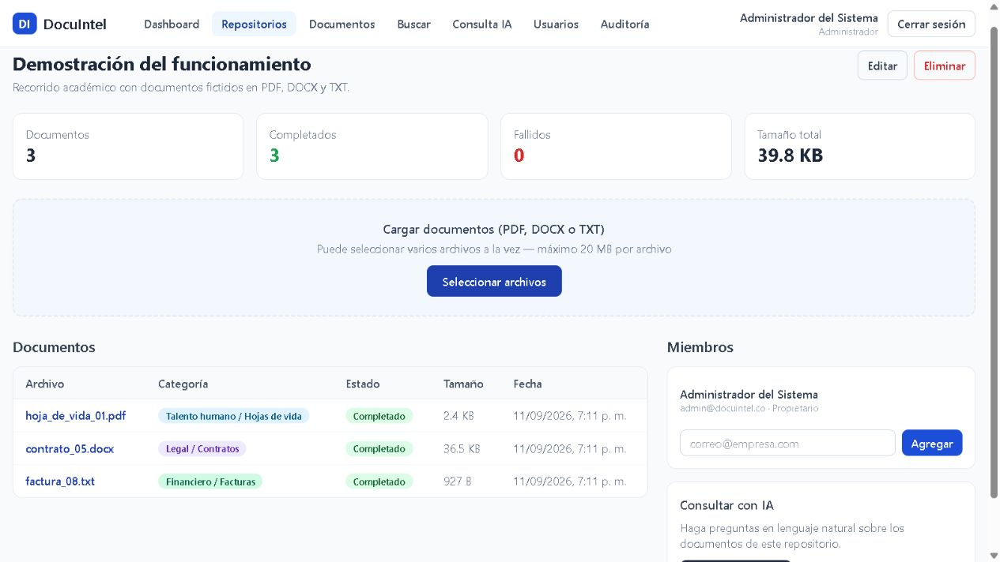 DI DocuIntel Dashboard Repositorios Documentos Buscar Consulta IA Usuarios Auditoría Administrador del Sistema Cerrar sesión
Administrador
Demostración del funcionamiento Editar Eliminar
Recorrido académico con documentos ficticios en PDF, DOCX y TXT.
Documentos Completados Fallidos Tamaño total
3 3 0 39.8 KB
Cargar documentos (PDF, DOCX o TXT)
Puede seleccionar varios archivos a la vez — máximo 20 MB por archivo
Seleccionar archivos
Documentos
Archivo Categoría Estado Tamaño Fecha
hoja_de_vida_01.pdf Talento humano / Hojas de vida Completado 2.4 KB 11/09/2026, 7:11 p. m.
contrato_05.docx Legal / Contratos Completado 36.5 KB 11/09/2026, 7:11 p. m.
factura_08.txt Financiero / Facturas Completado 927 B 11/09/2026, 7:11 p. m.
Miembros
Administrador del Sistema
admin@docuintel.co · Propietario
correo@empresa.com Agregar
Consultar con IA
Haga preguntas en lenguaje natural sobre los
documentos de este repositorio.